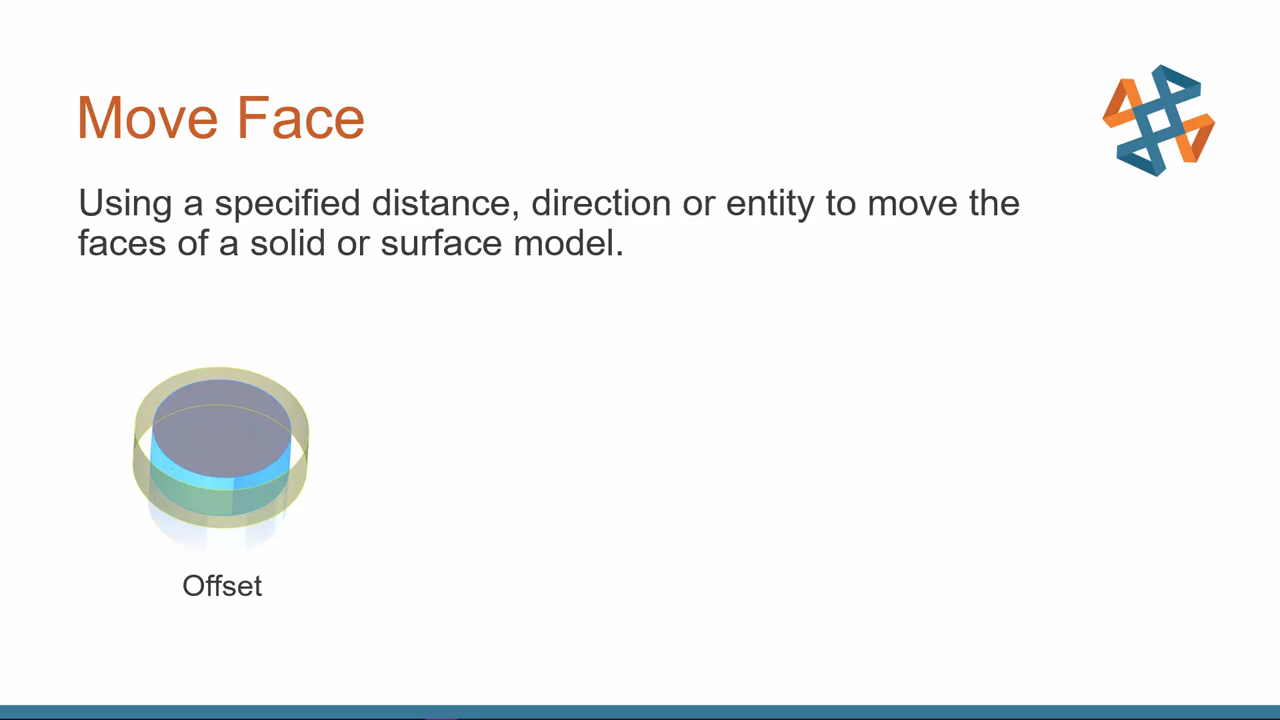 Move Face
Using a specified distance, direction or entity to move the
faces of a solid or surface model.
Offset